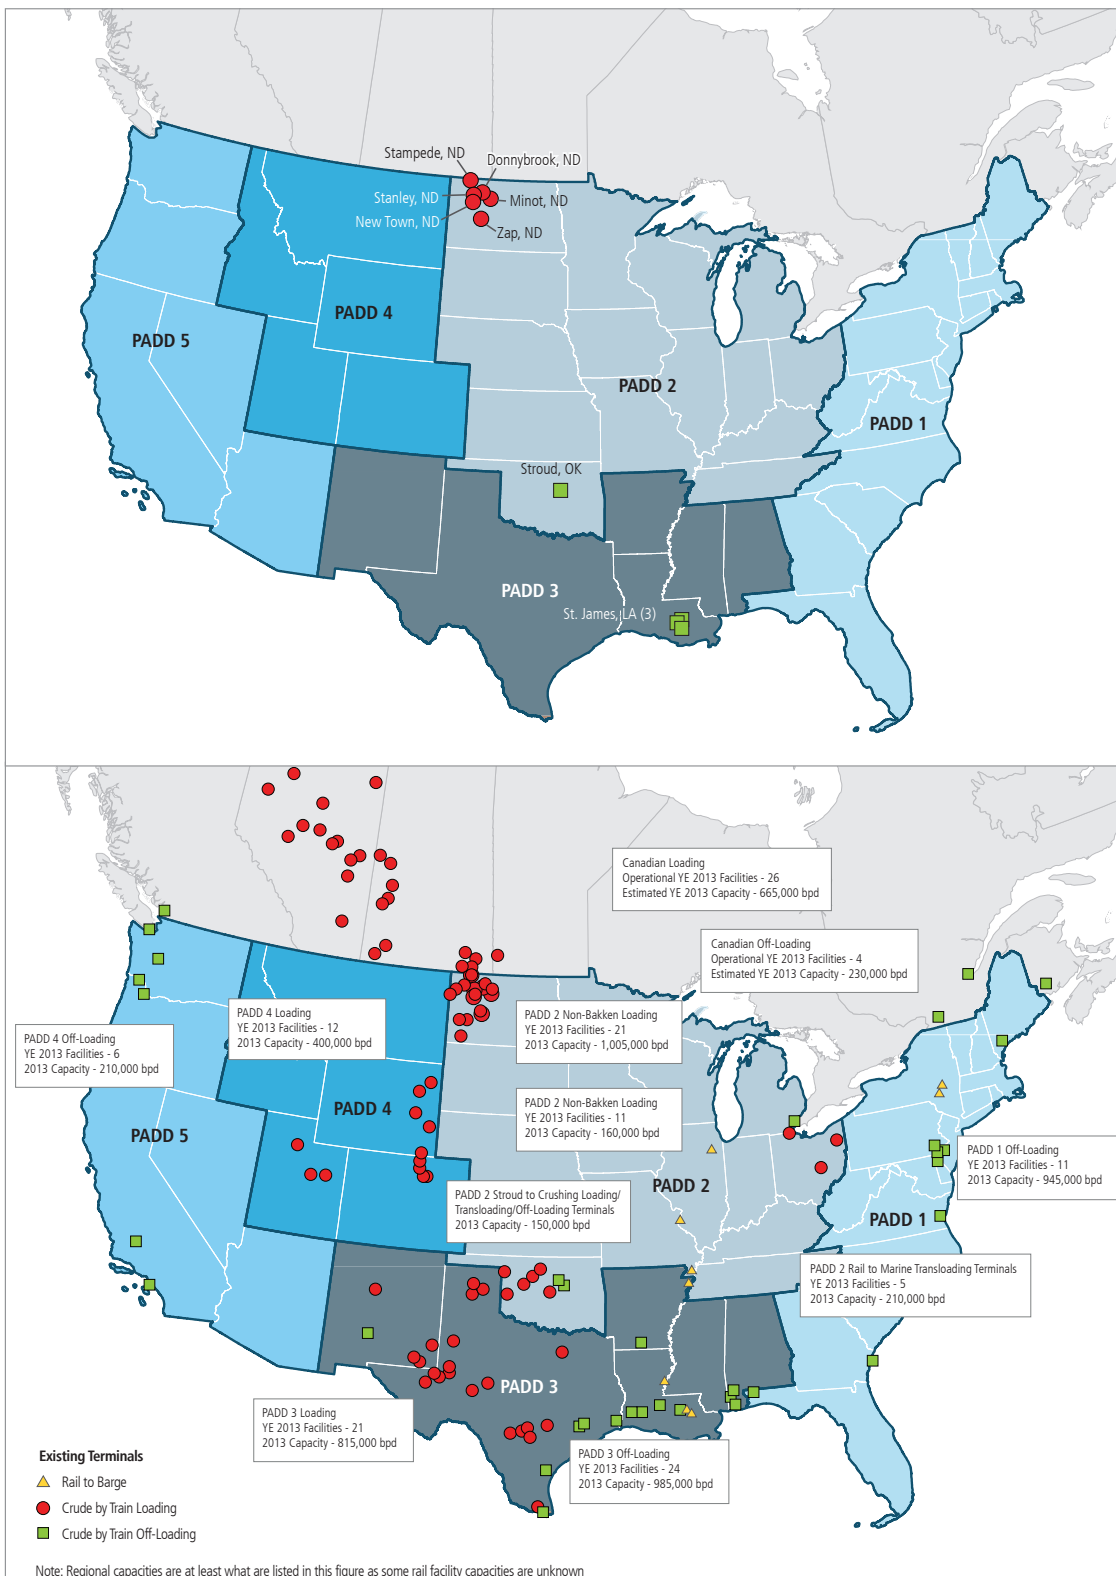 Stampede, ND
Donnybrook, ND
Stanley, ND
Minot, ND
New Town, ND
Zap, ND
PADD 4
PADD 5
PADD 2
PADD 1
Stroud, OK
PADD 3
St. James, LA (3)
Canadian Loading
Operational YE 2013 Facilities - 26
Estimated YE 2013 Capacity - 665,000 bpd
Canadian Off-Loading
Operational YE 2013 Facilities - 4
Estimated YE 2013 Capacity - 230,000 bpd
PADD 4 Loading
YE 2013 Facilities - 12
2013 Capacity - 400,000 bpd
PADD 2 Non-Bakken Loading
YE 2013 Facilities - 21
2013 Capacity - 1,005,000 bpd
PADD 4 Off-Loading
YE 2013 Facilities - 6
2013 Capacity - 210,000 bpd
PADD 2 Non-Bakken Loading
YE 2013 Facilities - 11
2013 Capacity - 160,000 bpd
PADD 4
PADD 5
PADD 1 Off-Loading
YE 2013 Facilities - 11
2013 Capacity - 945,000 bpd
PADD 2
PADD 2 Stroud to Crushing Loading/
Transloading/Off-Loading Terminals
2013 Capacity - 150,000 bpd
PADD 1
PADD 2 Rail to Marine Transloading Terminals
YE 2013 Facilities - 5
2013 Capacity - 210,000 bpd
PADD 3
PADD 3 Loading
YE 2013 Facilities - 21
2013 Capacity - 815,000 bpd
PADD 3 Off-Loading
YE 2013 Facilities - 24
2013 Capacity - 985,000 bpd
Existing Terminals
Rail to Barge
Crude by Train Loading
Crude by Train Off-Loading
Note: Regional capacities are at least what are listed in this figure as some rail facility capacities are unknown